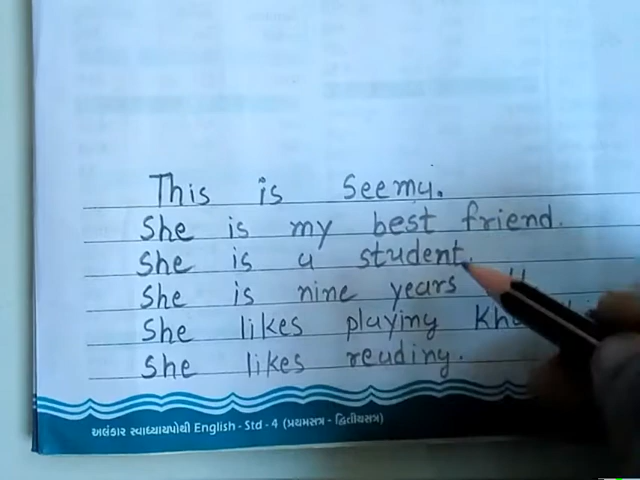 This is Seema.
She is my best friend.
She is a student.
She is nine years
She likes playing
She likes reading.
અલંકાર સ્વાધ્યાયપોથી English - Std - 4 (પ્રથમસત્ર - દ્વિતીયસત્ર)